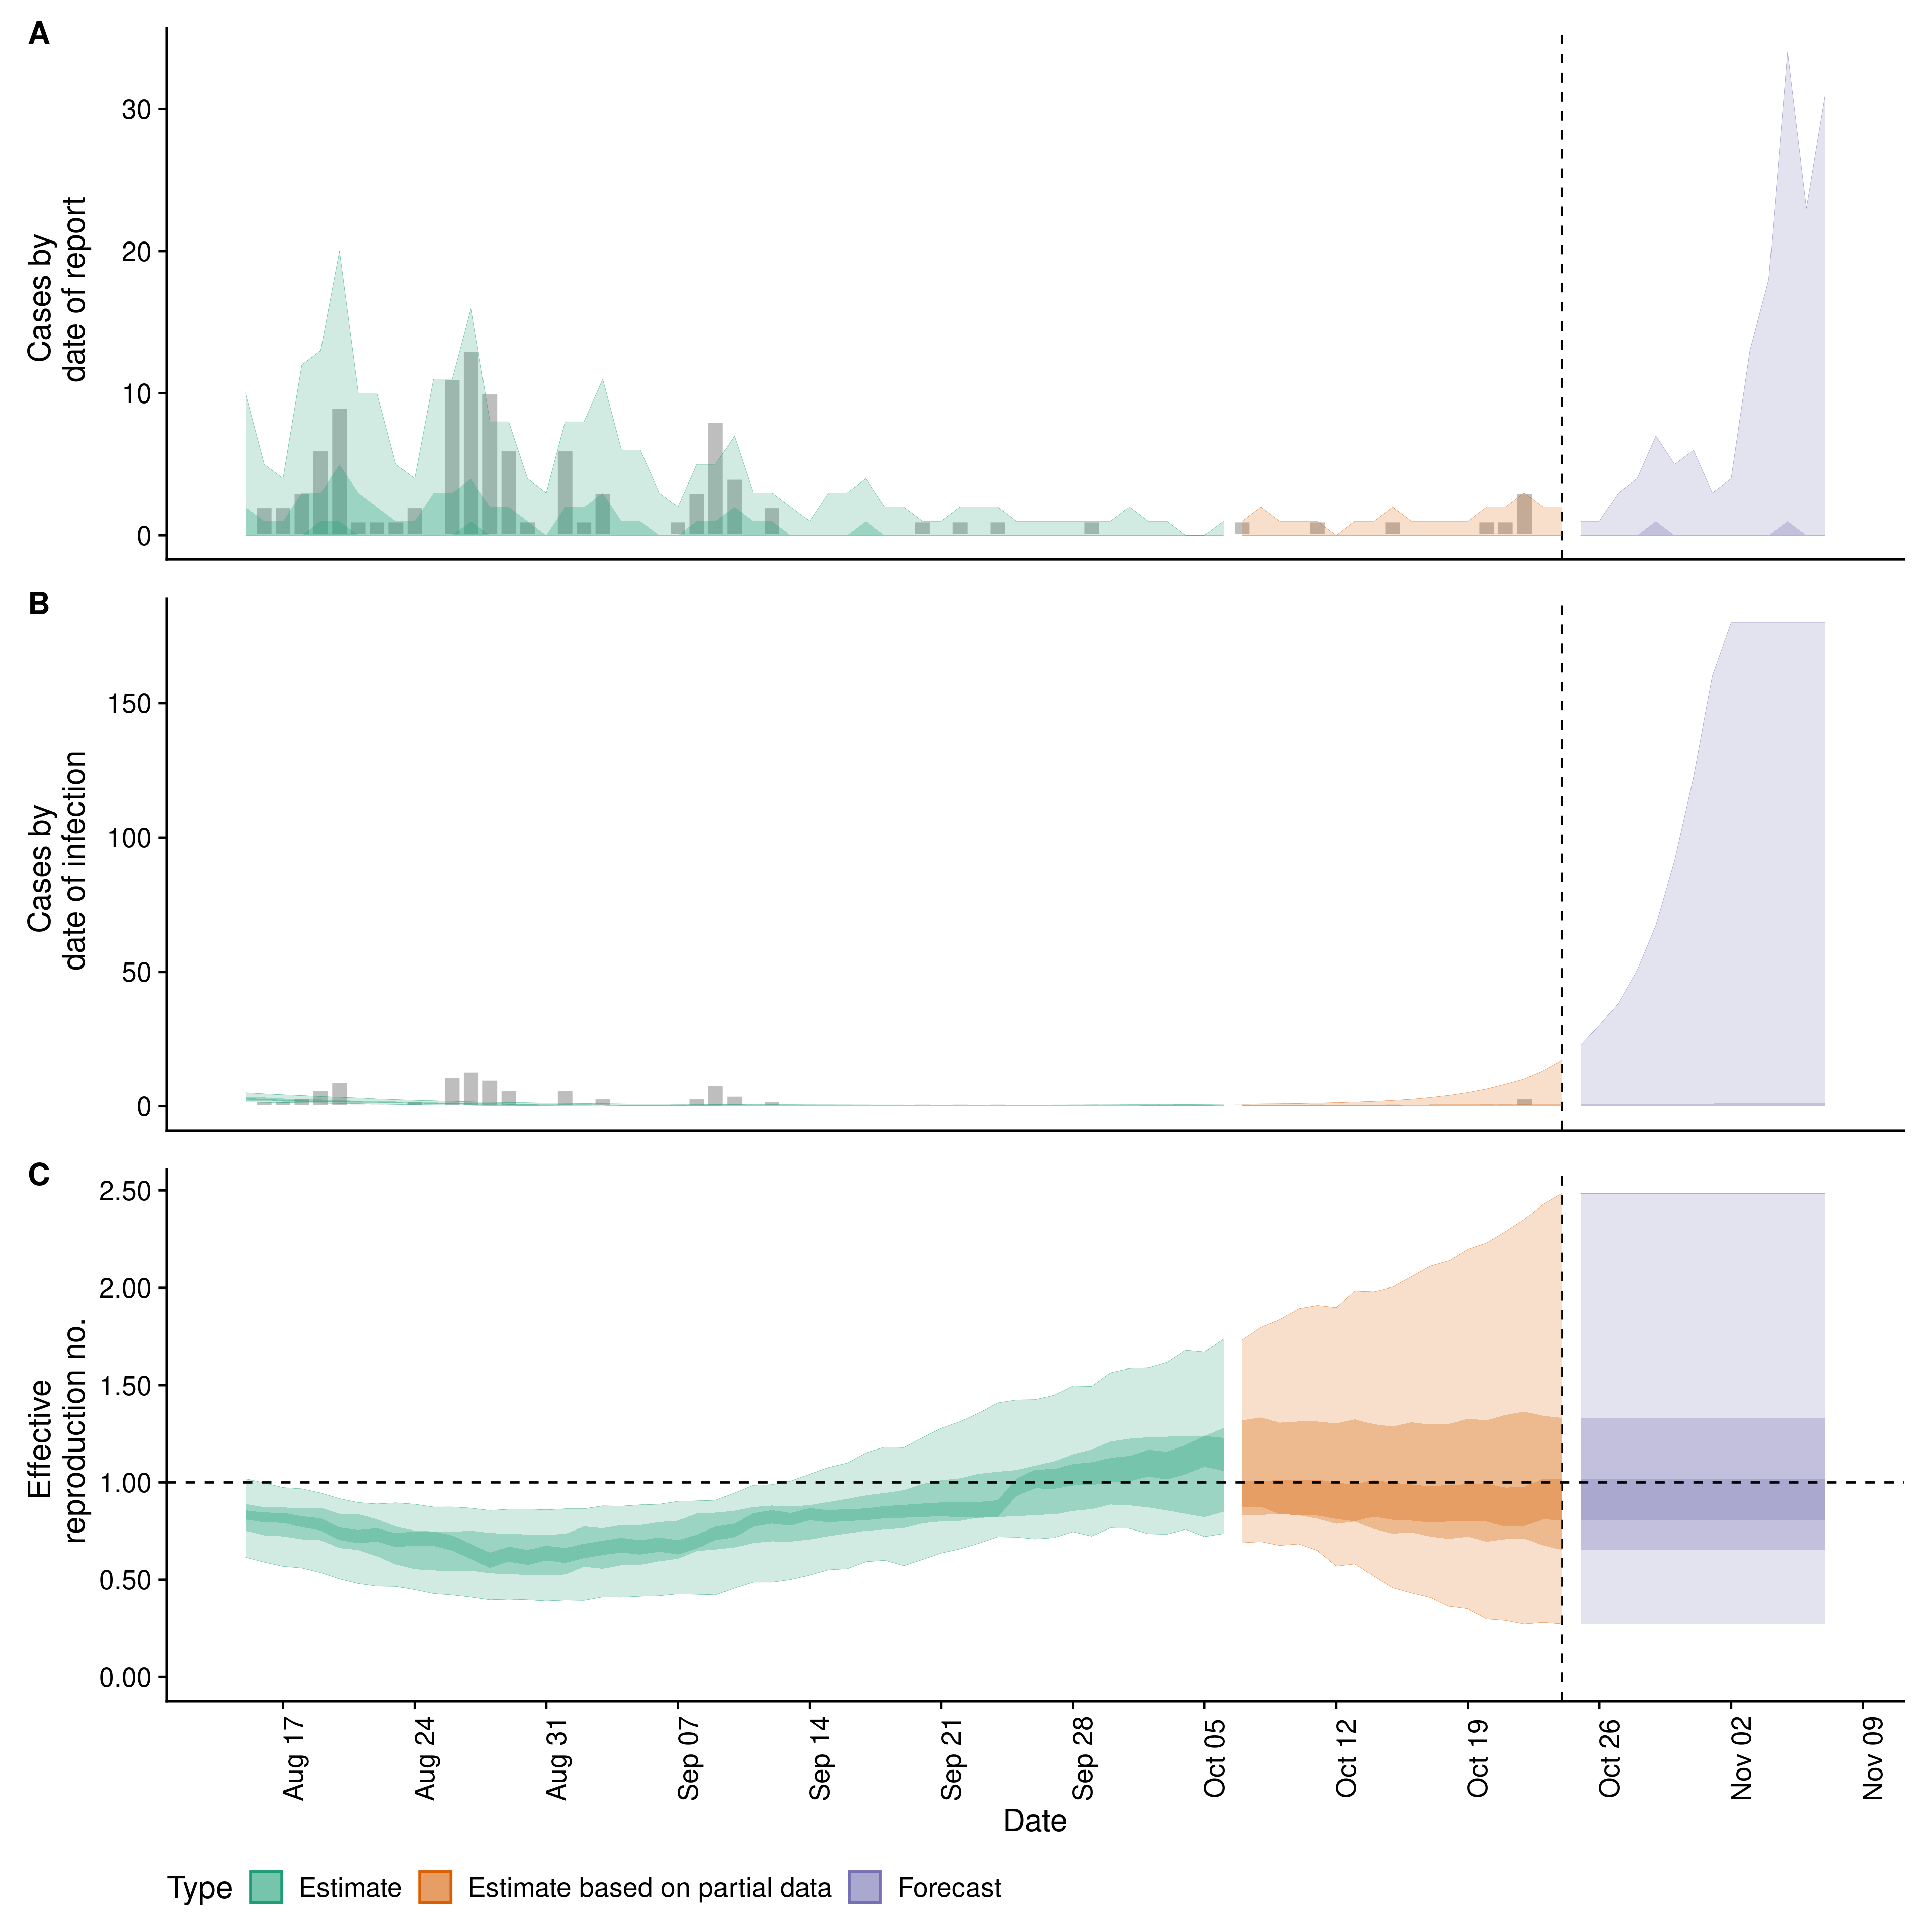 A
Cases by
date of report
30
20
10
0
B
Cases by
date of infection
150
100
50
0
C
Effective
reproduction no.
2.50
2.00
1.50
1.00
0.50
0.00
Aug 17
Aug 24
Aug 31
Sep 07
Sep 14
Sep 21
Sep 28
Oct 05
Oct 12
Oct 19
Oct 26
Nov 02
Nov 09
Date
Type Estimate Estimate based on partial data Forecast